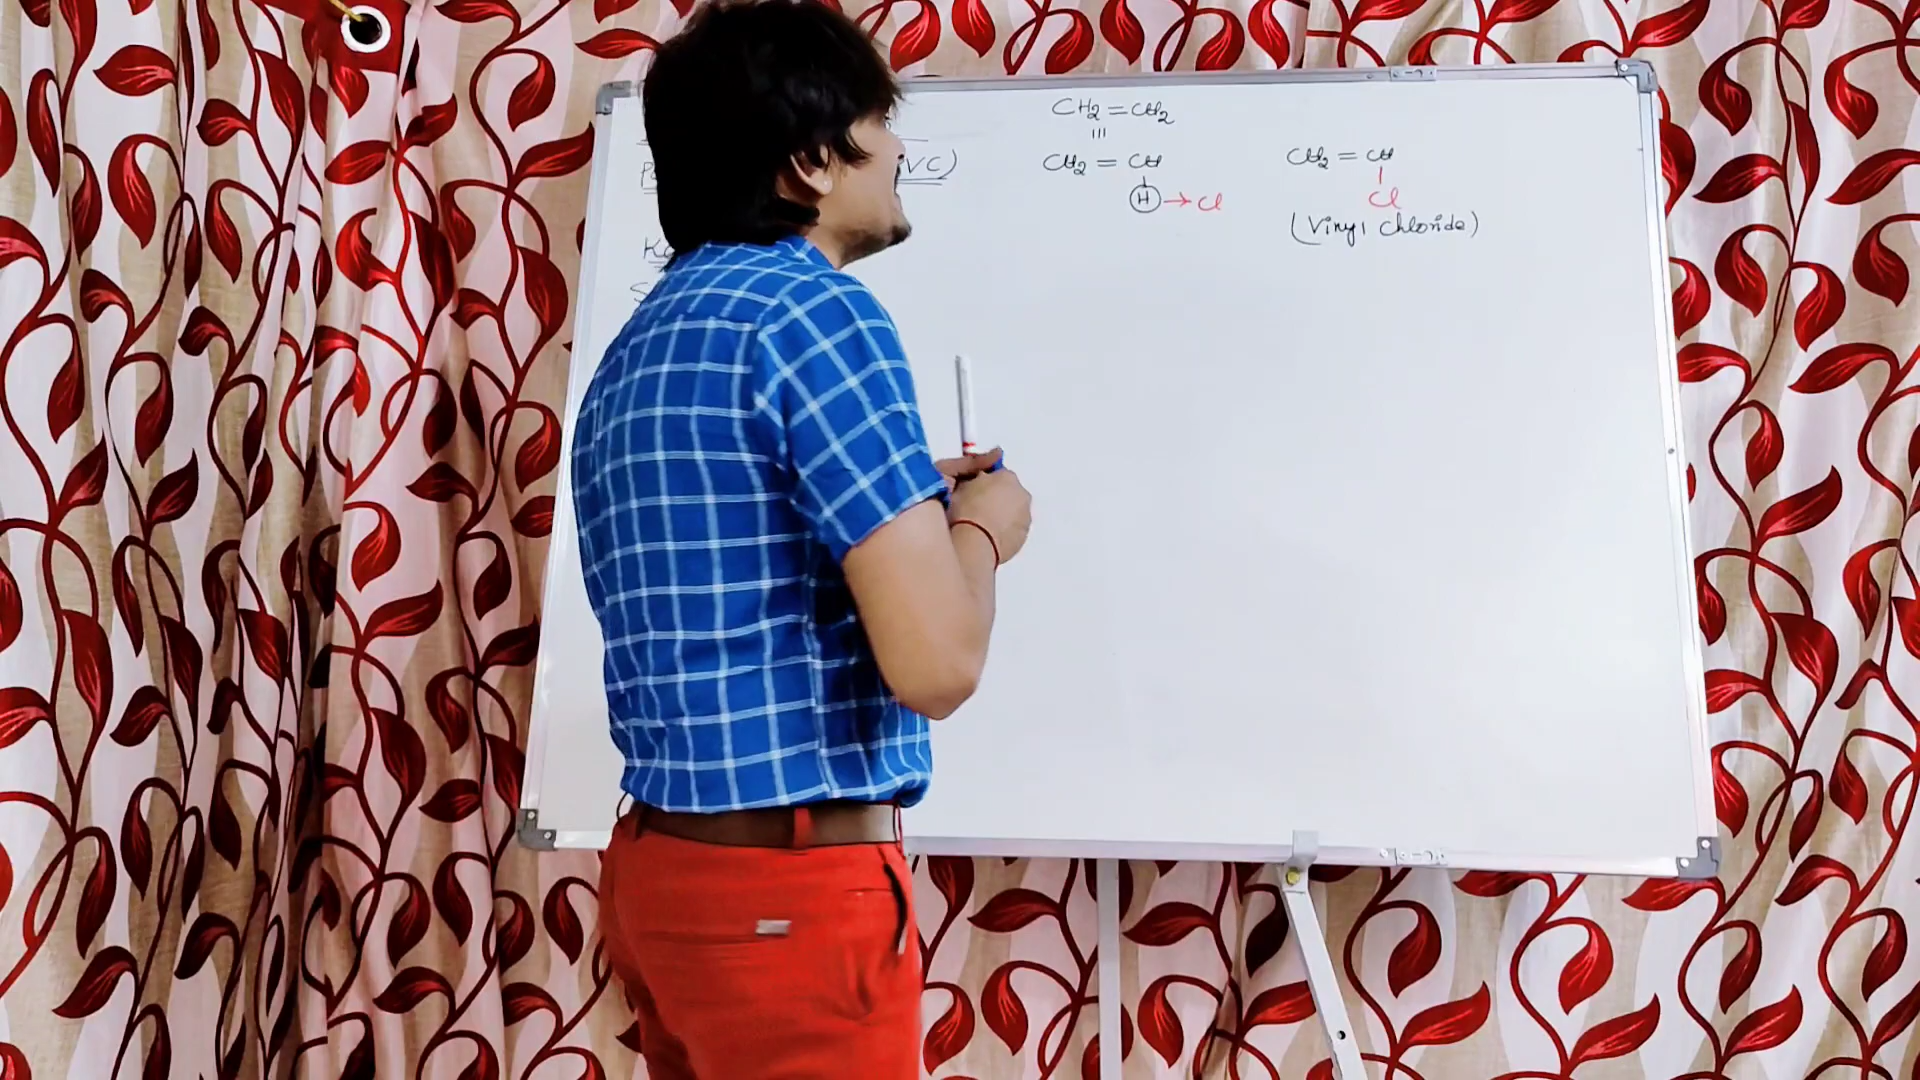 CH2 = CH2
CH2 = CH
H → Cl
VC)
CH2 = CH
Cl
(Vinyl chloride)